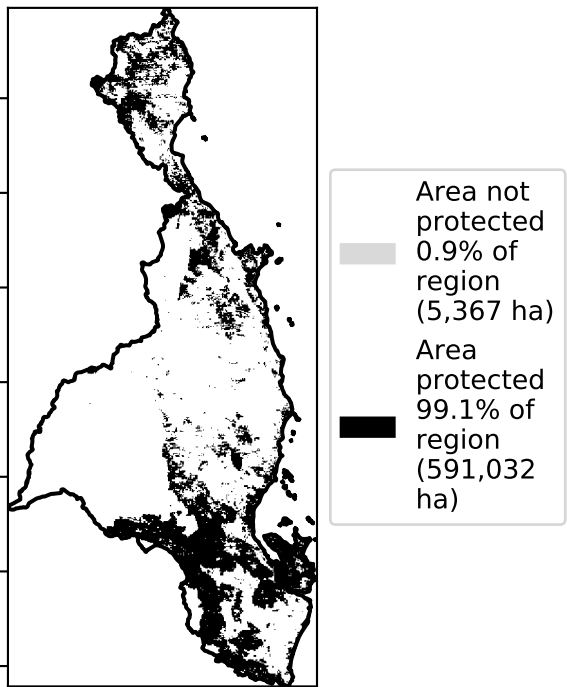 Area not
protected
0.9% of
region
(5,367 ha)
Area
protected
99.1% of
region
(591,032
ha)